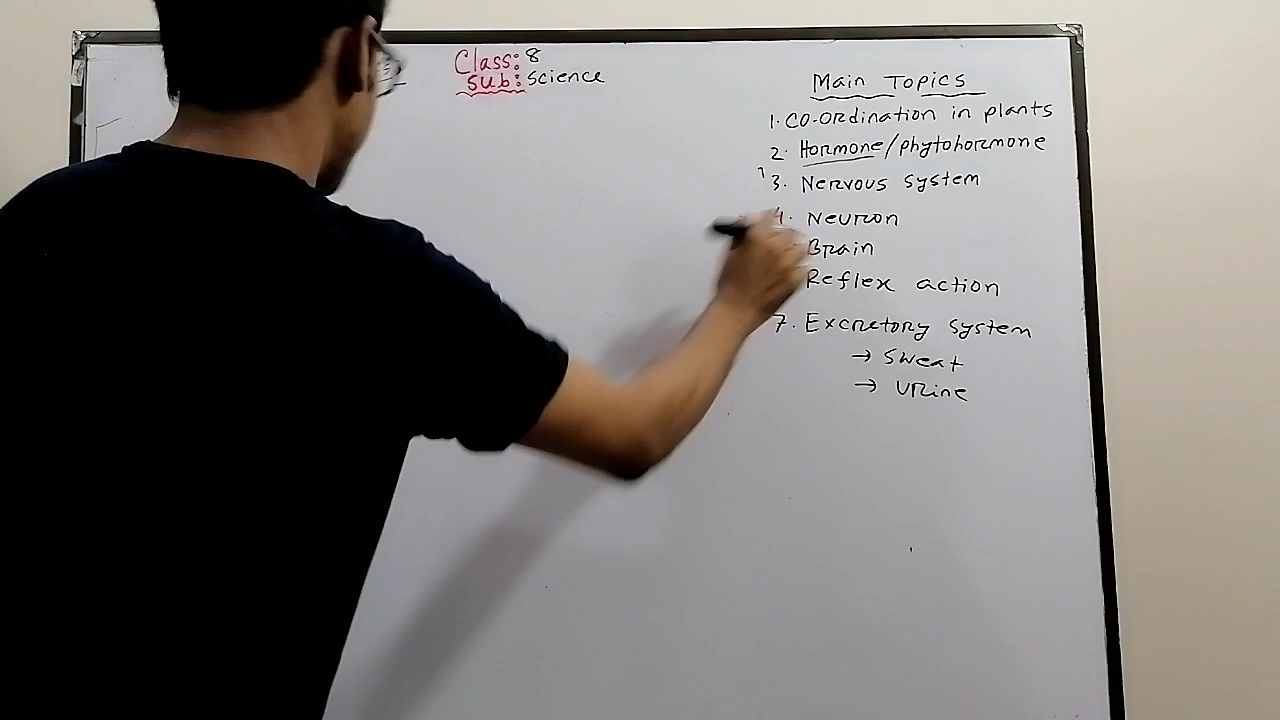 Class: 8
Sub: Science
Main Topics
1. CO-ORdination in plants
2. Hormone/phytohormone
3. Nervous system
4. Neuron
Brain
Reflex action
7. Excretory system
→ Sweat
→ Urine